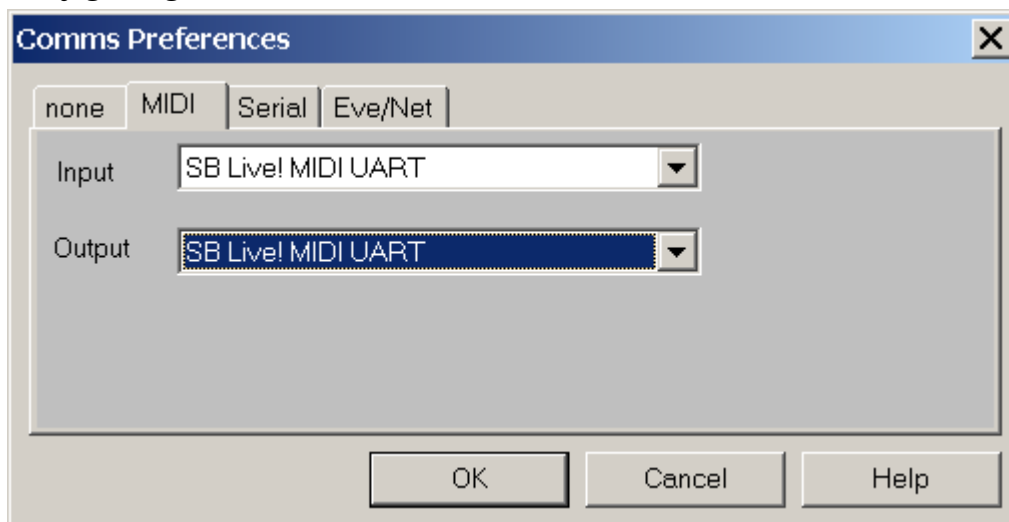 Comms Preferences
none MIDI Serial Eve/Net
Input SB Live! MIDI UART
Output SB Live! MIDI UART
OK Cancel Help